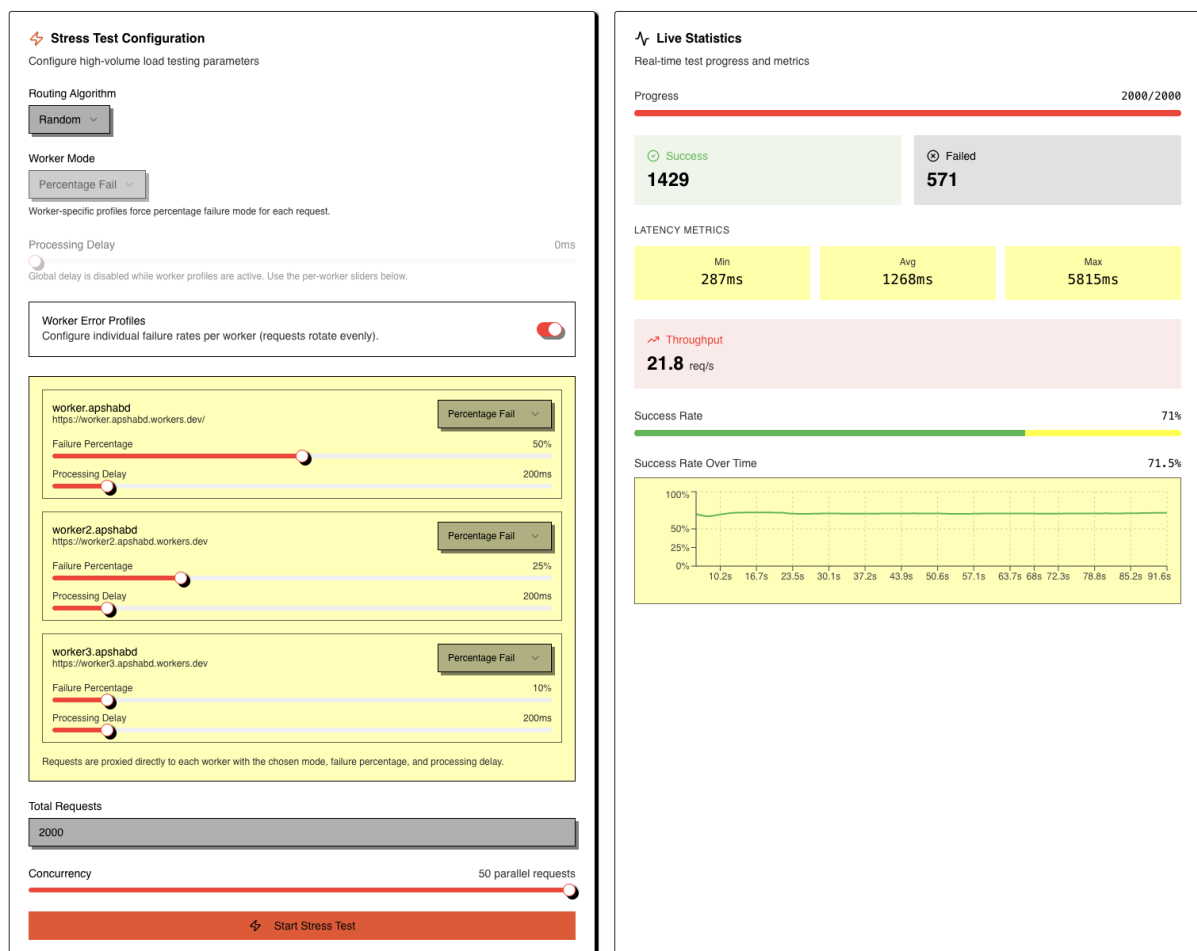 Stress Test Configuration
Configure high-volume load testing parameters
Routing Algorithm
Random
Worker Mode
Percentage Fail
Worker-specific profiles force percentage failure mode for each request.
Processing Delay 0ms
Global delay is disabled while worker profiles are active. Use the per-worker sliders below.
Worker Error Profiles
Configure individual failure rates per worker (requests rotate evenly).
worker.apshabd
https://worker.apshabd.workers.dev/
Percentage Fail
Failure Percentage 50%
Processing Delay 200ms
worker2.apshabd
https://worker2.apshabd.workers.dev
Percentage Fail
Failure Percentage 25%
Processing Delay 200ms
worker3.apshabd
https://worker3.apshabd.workers.dev
Percentage Fail
Failure Percentage 10%
Processing Delay 200ms
Requests are proxied directly to each worker with the chosen mode, failure percentage, and processing delay.
Total Requests
2000
Concurrency 50 parallel requests
Start Stress Test
Live Statistics
Real-time test progress and metrics
Progress 2000/2000
Success
1429
Failed
571
LATENCY METRICS
Min
287ms
Avg
1268ms
Max
5815ms
Throughput
21.8 req/s
Success Rate 71%
Success Rate Over Time 71.5%
100%
50%
25%
0%
10.2s 16.7s 23.5s 30.1s 37.2s 43.9s 50.6s 57.1s 63.7s 68s 72.3s 78.8s 85.2s 91.6s